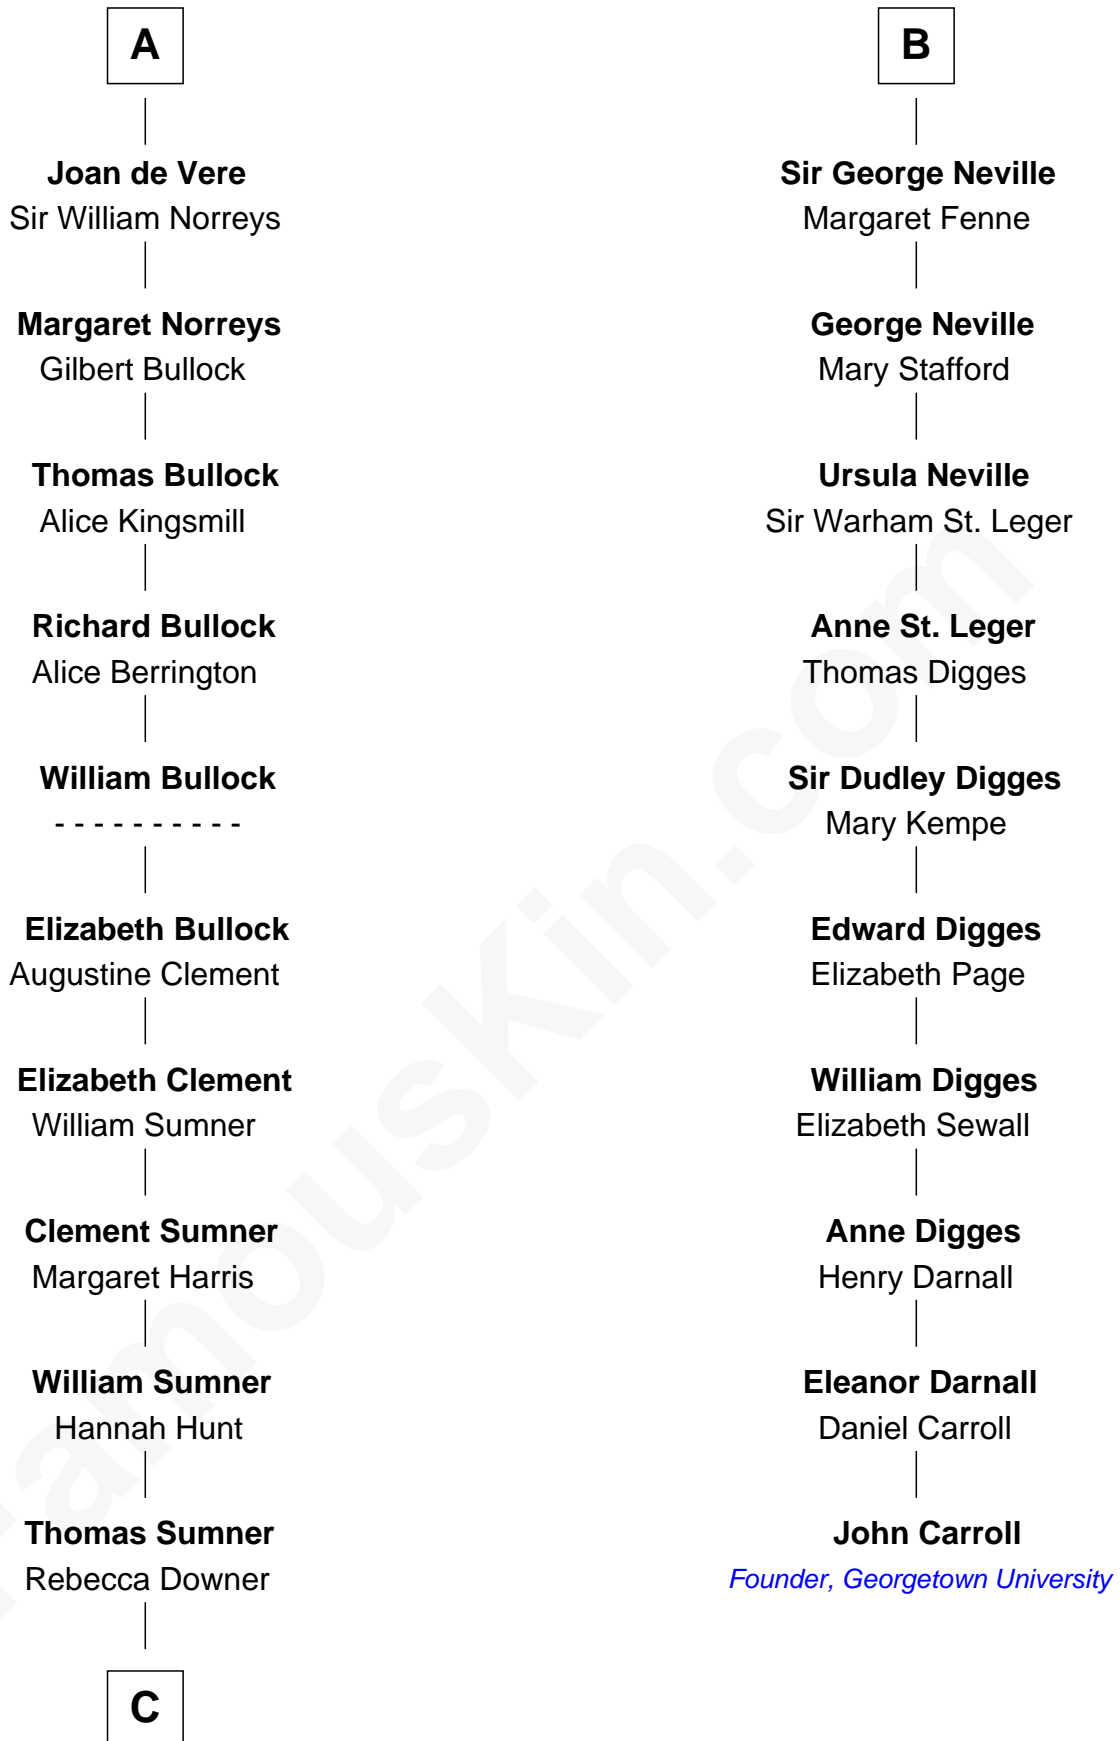 A
Joan de Vere
Sir William Norreys
Margaret Norreys
Gilbert Bullock
Thomas Bullock
Alice Kingsmill
Richard Bullock
Alice Berrington
William Bullock
- - - - - - - - - -
Elizabeth Bullock
Augustine Clement
Elizabeth Clement
William Sumner
Clement Sumner
Margaret Harris
William Sumner
Hannah Hunt
Thomas Sumner
Rebecca Downer
C
B
Sir George Neville
Margaret Fenne
George Neville
Mary Stafford
Ursula Neville
Sir Warham St. Leger
Anne St. Leger
Thomas Digges
Sir Dudley Digges
Mary Kempe
Edward Digges
Elizabeth Page
William Digges
Elizabeth Sewall
Anne Digges
Henry Darnall
Eleanor Darnall
Daniel Carroll
John Carroll
Founder, Georgetown University
FamousKin.com